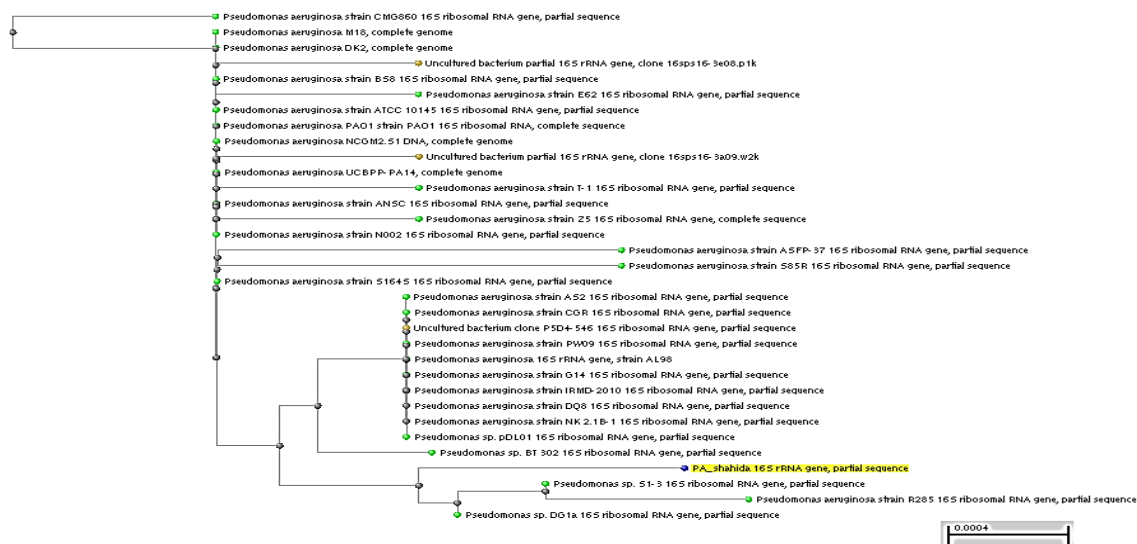 Pseudomonas aeruginosa strain CMG860 16S ribosomal RNA gene, partial sequence
Pseudomonas aeruginosa M18, complete genome
Pseudomonas aeruginosa DK2, complete genome
Uncultured bacterium partial 16S rRNA gene, clone 16sps16-3e08.p1k
Pseudomonas aeruginosa strain BS8 16S ribosomal RNA gene, partial sequence
Pseudomonas aeruginosa strain E62 16S ribosomal RNA gene, partial sequence
Pseudomonas aeruginosa strain ATCC 10145 16S ribosomal RNA gene, partial sequence
Pseudomonas aeruginosa PAO1 strain PAO1 16S ribosomal RNA, complete sequence
Pseudomonas aeruginosa NCGM2.S1 DNA, complete genome
Uncultured bacterium partial 16S rRNA gene, clone 16sps16-3a09.w2k
Pseudomonas aeruginosa UCBPP-PA14, complete genome
Pseudomonas aeruginosa strain T-1 16S ribosomal RNA gene, partial sequence
Pseudomonas aeruginosa strain ANSC 16S ribosomal RNA gene, partial sequence
Pseudomonas aeruginosa strain Z5 16S ribosomal RNA gene, complete sequence
Pseudomonas aeruginosa strain N002 16S ribosomal RNA gene, partial sequence
Pseudomonas aeruginosa strain ASFP-37 16S ribosomal RNA gene, partial sequence
Pseudomonas aeruginosa strain S85R 16S ribosomal RNA gene, partial sequence
Pseudomonas aeruginosa strain S164S 16S ribosomal RNA gene, partial sequence
Pseudomonas aeruginosa strain AS2 16S ribosomal RNA gene, partial sequence
Pseudomonas aeruginosa strain CGR 16S ribosomal RNA gene, partial sequence
Uncultured bacterium clone P5D4-546 16S ribosomal RNA gene, partial sequence
Pseudomonas aeruginosa strain PW09 16S ribosomal RNA gene, partial sequence
Pseudomonas aeruginosa 16S rRNA gene, strain AL98
Pseudomonas aeruginosa strain G14 16S ribosomal RNA gene, partial sequence
Pseudomonas aeruginosa strain IRMD-2010 16S ribosomal RNA gene, partial sequence
Pseudomonas aeruginosa strain DQ8 16S ribosomal RNA gene, partial sequence
Pseudomonas aeruginosa strain NK 2.1B-1 16S ribosomal RNA gene, partial sequence
Pseudomonas sp. pDL01 16S ribosomal RNA gene, partial sequence
Pseudomonas sp. BT 302 16S ribosomal RNA gene, partial sequence
PA_shahida 16S rRNA gene, partial sequence
Pseudomonas sp. S1-3 16S ribosomal RNA gene, partial sequence
Pseudomonas aeruginosa strain R285 16S ribosomal RNA gene, partial sequence
Pseudomonas sp. DG1a 16S ribosomal RNA gene, partial sequence
0.0004